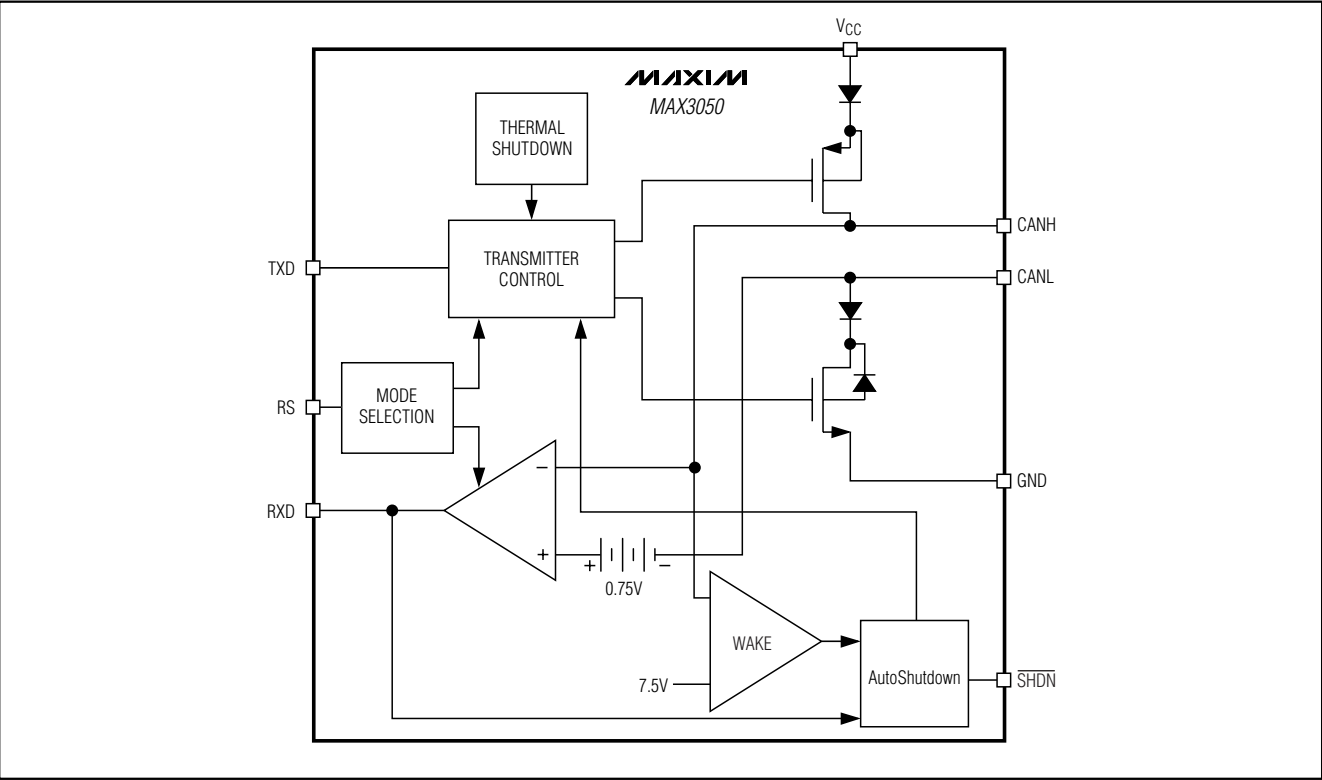 VCC
MAXIM
MAX3050
THERMAL
SHUTDOWN
CANH
TXD
TRANSMITTER
CONTROL
CANL
RS
MODE
SELECTION
−
GND
RXD
+
+
−
0.75V
WAKE
7.5V
AutoShutdown
SHDN